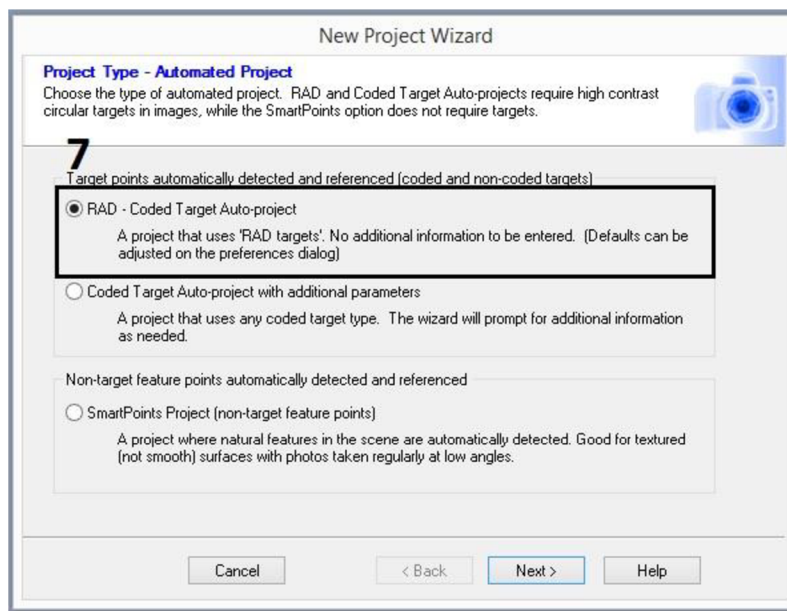 New Project Wizard
Project Type - Automated Project
Choose the type of automated project. RAD and Coded Target Auto-projects require high contrast
circular targets in images, while the SmartPoints option does not require targets.
7
Target points automatically detected and referenced (coded and non-coded targets)
RAD - Coded Target Auto-project
A project that uses 'RAD targets'. No additional information to be entered. (Defaults can be
adjusted on the preferences dialog)
Coded Target Auto-project with additional parameters
A project that uses any coded target type. The wizard will prompt for additional information
as needed.
Non-target feature points automatically detected and referenced
SmartPoints Project (non-target feature points)
A project where natural features in the scene are automatically detected. Good for textured
(not smooth) surfaces with photos taken regularly at low angles.
Cancel < Back Next > Help